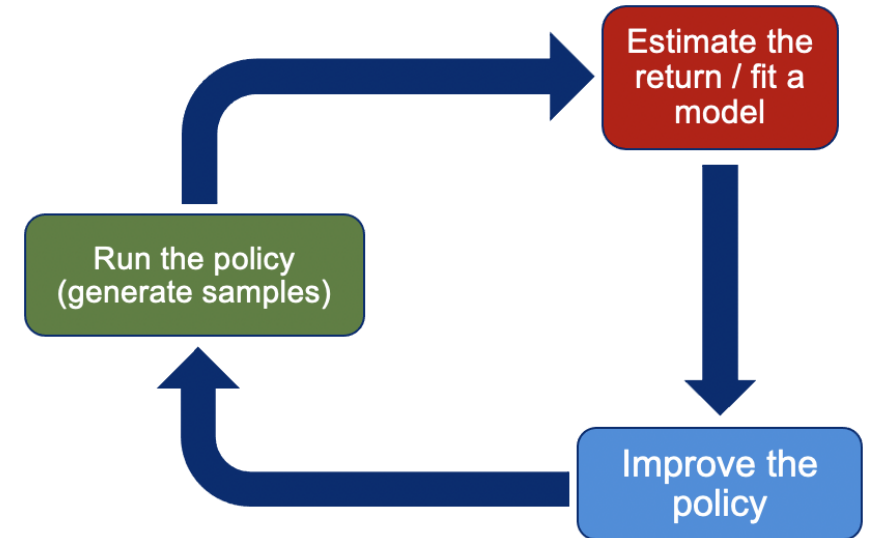 Estimate the
return / fit a
model
Run the policy
(generate samples)
Improve the
policy